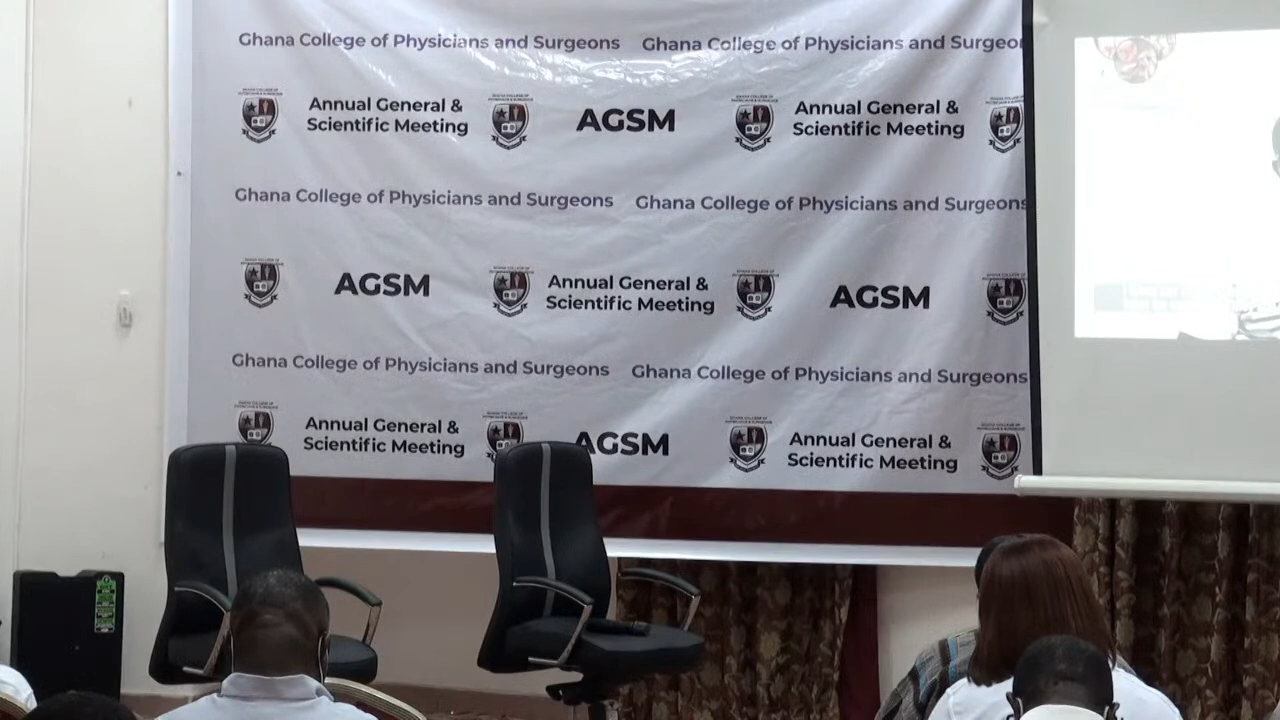 Ghana College of Physicians and Surgeons Ghana College of Physicians and Surgeon
Annual General & Scientific Meeting AGSM Annual General & Scientific Meeting
Ghana College of Physicians and Surgeons Ghana College of Physicians and Surgeons
AGSM Annual General & Scientific Meeting AGSM
Ghana College of Physicians and Surgeons Ghana College of Physicians and Surgeons
Annual General & Scientific Meeting AGSM Annual General & Scientific Meeting